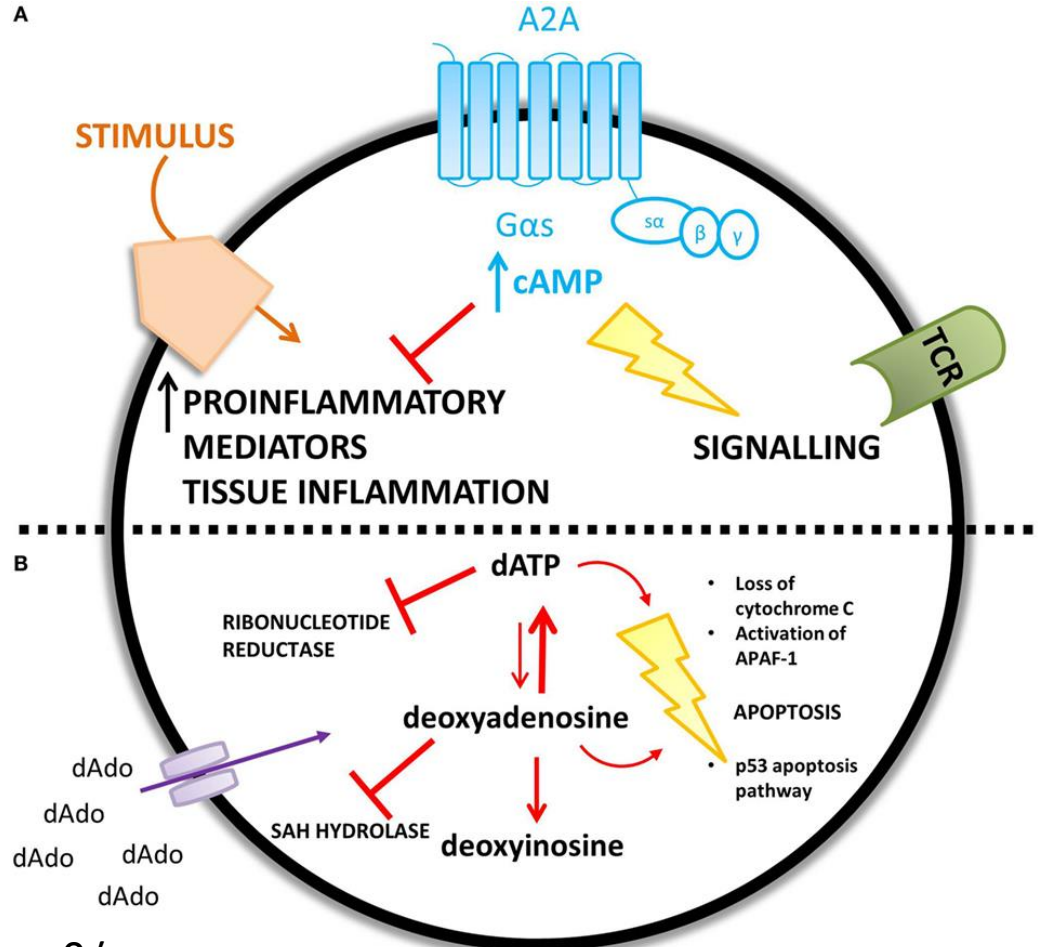 A
A2A
STIMULUS
Gαs
sα
β
γ
cAMP
TCR
PROINFLAMMATORY
MEDIATORS
TISSUE INFLAMMATION
SIGNALLING
B
dATP
RIBONUCLEOTIDE
REDUCTASE
• Loss of
cytochrome C
• Activation of
APAF-1
deoxyadenosine
APOPTOSIS
• p53 apoptosis
pathway
dAdo
dAdo
dAdo
dAdo
dAdo
SAH HYDROLASE
deoxyinosine